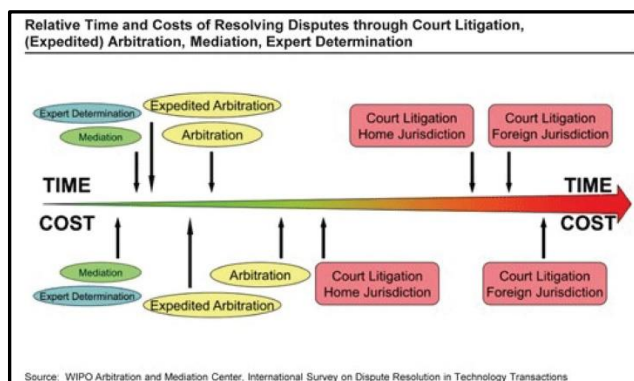 Relative Time and Costs of Resolving Disputes through Court Litigation,
(Expedited) Arbitration, Mediation, Expert Determination
Expert Determination
Mediation
Expedited Arbitration
Arbitration
Court Litigation
Home Jurisdiction
Court Litigation
Foreign Jurisdiction
TIME
TIME
COST
COST
Mediation
Expert Determination
Expedited Arbitration
Arbitration
Court Litigation
Home Jurisdiction
Court Litigation
Foreign Jurisdiction
Source: WIPO Arbitration and Mediation Center, International Survey on Dispute Resolution in Technology Transactions